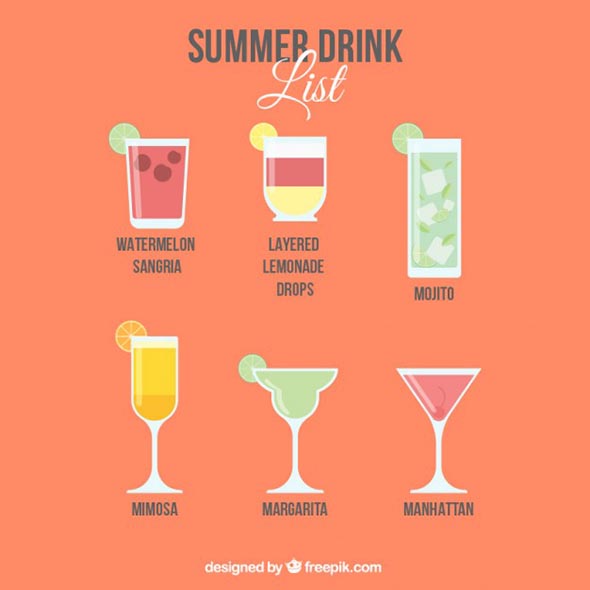 SUMMER DRINK
List
WATERMELON
SANGRIA
LAYERED
LEMONADE
DROPS
MOJITO
MIMOSA
MARGARITA
MANHATTAN
designed by freepik.com